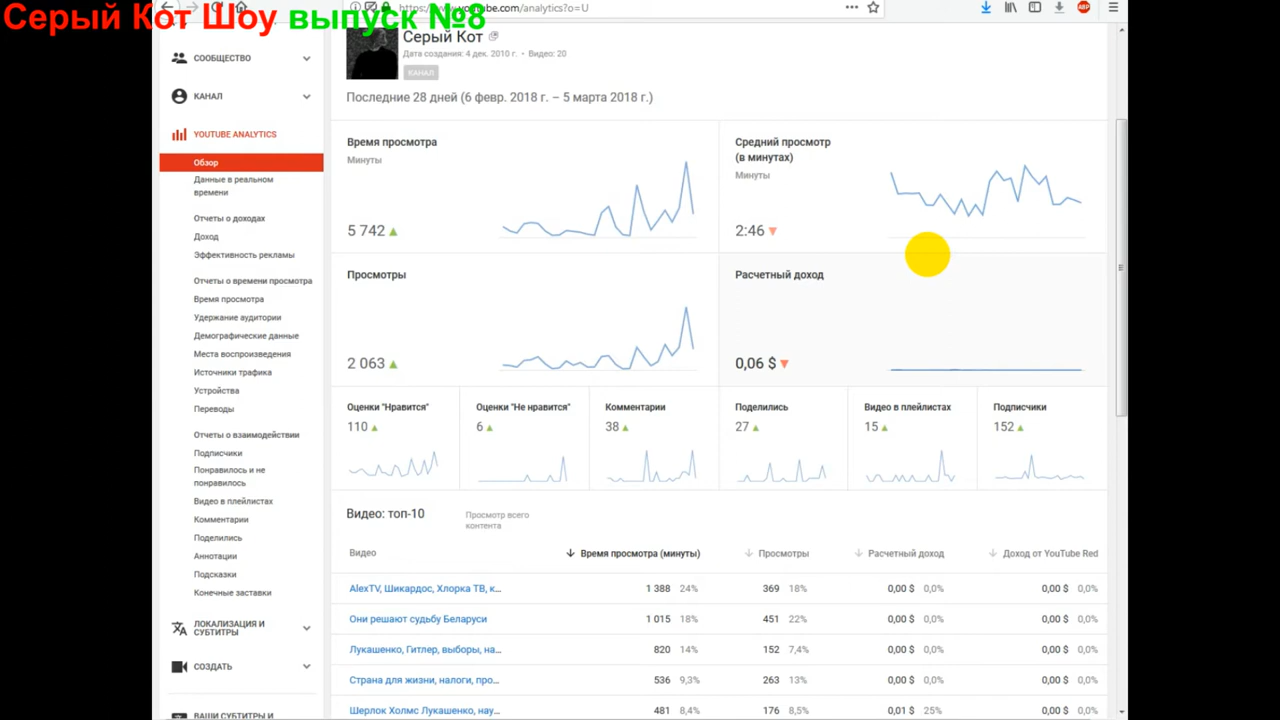 Серый Кот Шоу выпуск №8
https://www.youtube.com/analytics?o=U
ABP
СООБЩЕСТВО
КАНАЛ
YOUTUBE ANALYTICS
Обзор
Данные в реальном
времени
Отчеты о доходах
Доход
Эффективность рекламы
Отчеты о времени просмотра
Время просмотра
Удержание аудитории
Демографические данные
Места воспроизведения
Источники трафика
Устройства
Переводы
Отчеты о взаимодействии
Подписчики
Понравилось и не
понравилось
Видео в плейлистах
Комментарии
Поделились
Аннотации
Подсказки
Конечные заставки
ЛОКАЛИЗАЦИЯ И
СУБТИТРЫ
СОЗДАТЬ
ВАШИ СУБТИТРЫ И
Серый Кот
Дата создания: 4 дек. 2010 г. • Видео: 20
КАНАЛ
Последние 28 дней (6 февр. 2018 г. – 5 марта 2018 г.)
Время просмотра
Минуты
5 742
Средний просмотр
(в минутах)
Минуты
2:46
Просмотры
2 063
Расчетный доход
0,06 $
Оценки "Нравится"
110
Оценки "Не нравится"
6
Комментарии
38
Поделились
27
Видео в плейлистах
15
Подписчики
152
Видео: топ-10
Просмотр всего
контента
Видео Время просмотра (минуты) Просмотры Расчетный доход Доход от YouTube Red
AlexTV, Шикардос, Хлорка ТВ, к... 1 388 24% 369 18% 0,00 $ 0,0% 0,00 $ 0,0%
Они решают судьбу Беларуси 1 015 18% 451 22% 0,00 $ 0,0% 0,00 $ 0,0%
Лукашенко, Гитлер, выборы, на... 820 14% 152 7,4% 0,00 $ 0,0% 0,00 $ 0,0%
Страна для жизни, налоги, про... 536 9,3% 263 13% 0,00 $ 0,0% 0,00 $ 0,0%
Шерлок Холмс Лукашенко, нау... 481 8,4% 176 8,5% 0,01 $ 25% 0,00 $ 0,0%